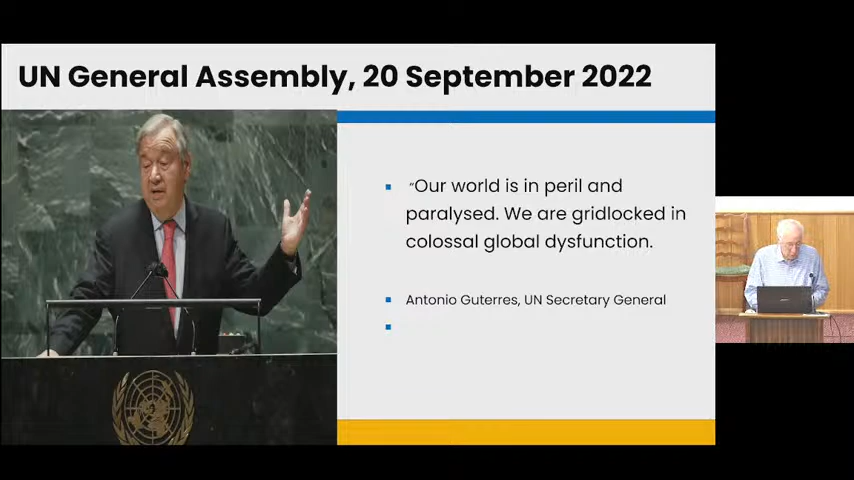 UN General Assembly, 20 September 2022
“Our world is in peril and
paralysed. We are gridlocked in
colossal global dysfunction.
Antonio Guterres, UN Secretary General